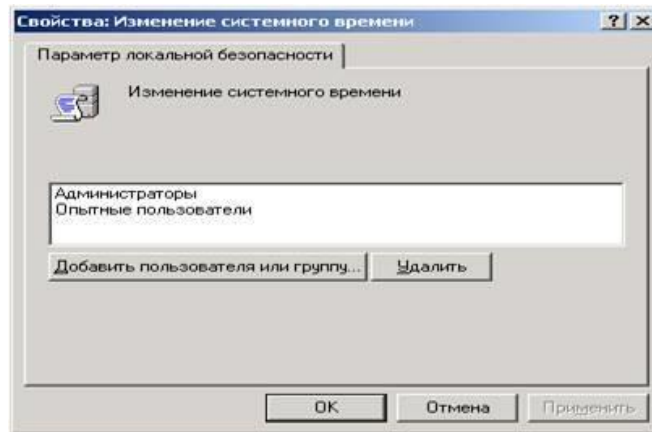 Свойства: Изменение системного времени
Параметр локальной безопасности
Изменение системного времени
Администраторы
Опытные пользователи
Добавить пользователя или группу... Удалить
OK Отмена Применить